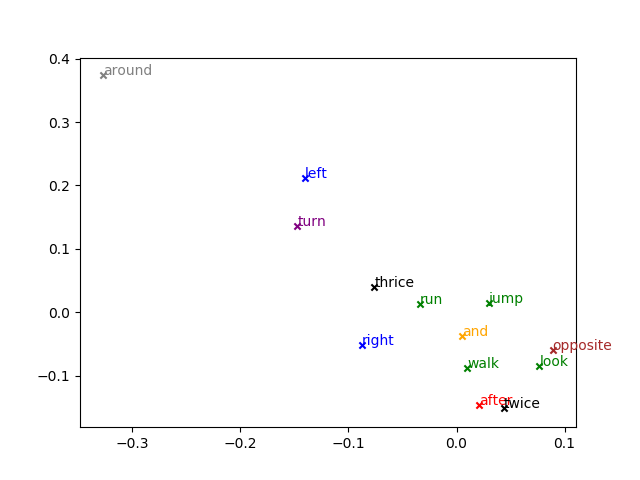 0.4
around
0.3
0.2
left
turn
0.1
thrice
run
jump
0.0
and
right
opposite
walk
look
−0.1
after
twice
−0.3
−0.2
−0.1
0.0
0.1